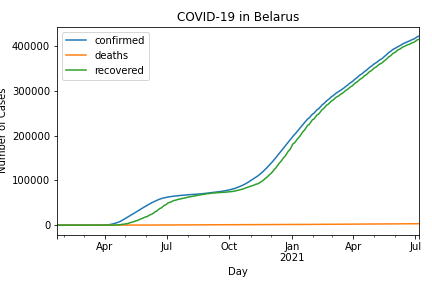 COVID-19 in Belarus
confirmed
deaths
recovered
400000
300000
200000
100000
0
Number of Cases
Apr
Jul
Oct
Jan
2021
Apr
Jul
Day